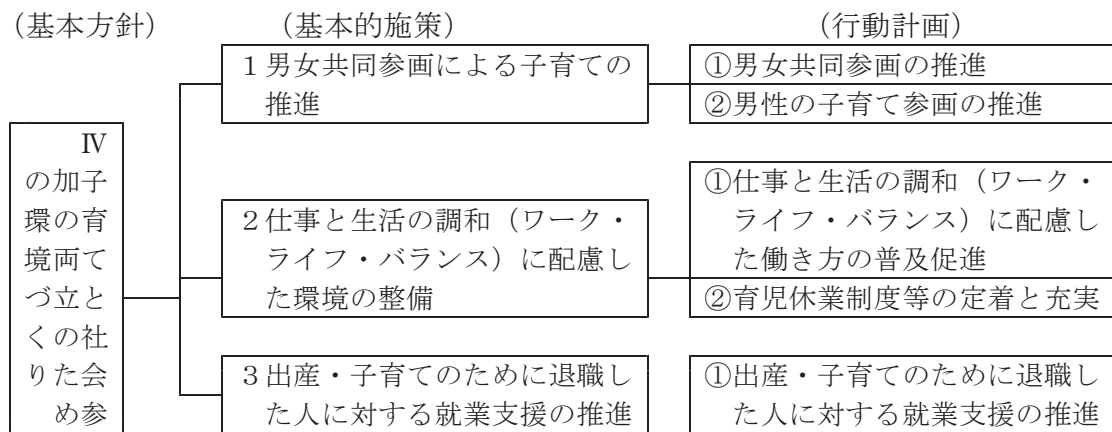 (基本方針)
(基本的施策)
(行動計画)
Ⅳ
子育てと社会参
加の両立のため
の環境づくり
1男女共同参画による子育ての
推進
①男女共同参画の推進
②男性の子育て参画の推進
2仕事と生活の調和(ワーク・
ライフ・バランス)に配慮し
た環境の整備
①仕事と生活の調和(ワーク・
ライフ・バランス)に配慮し
た働き方の普及促進
②育児休業制度等の定着と充実
3出産・子育てのために退職し
た人に対する就業支援の推進
①出産・子育てのために退職し
た人に対する就業支援の推進